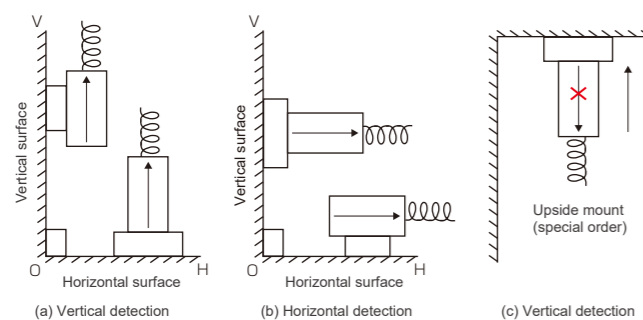 V
Vertical surface
O
Horizontal surface
H
(a) Vertical detection
V
Vertical surface
O
Horizontal surface
H
(b) Horizontal detection
Upside mount
(special order)
(c) Vertical detection